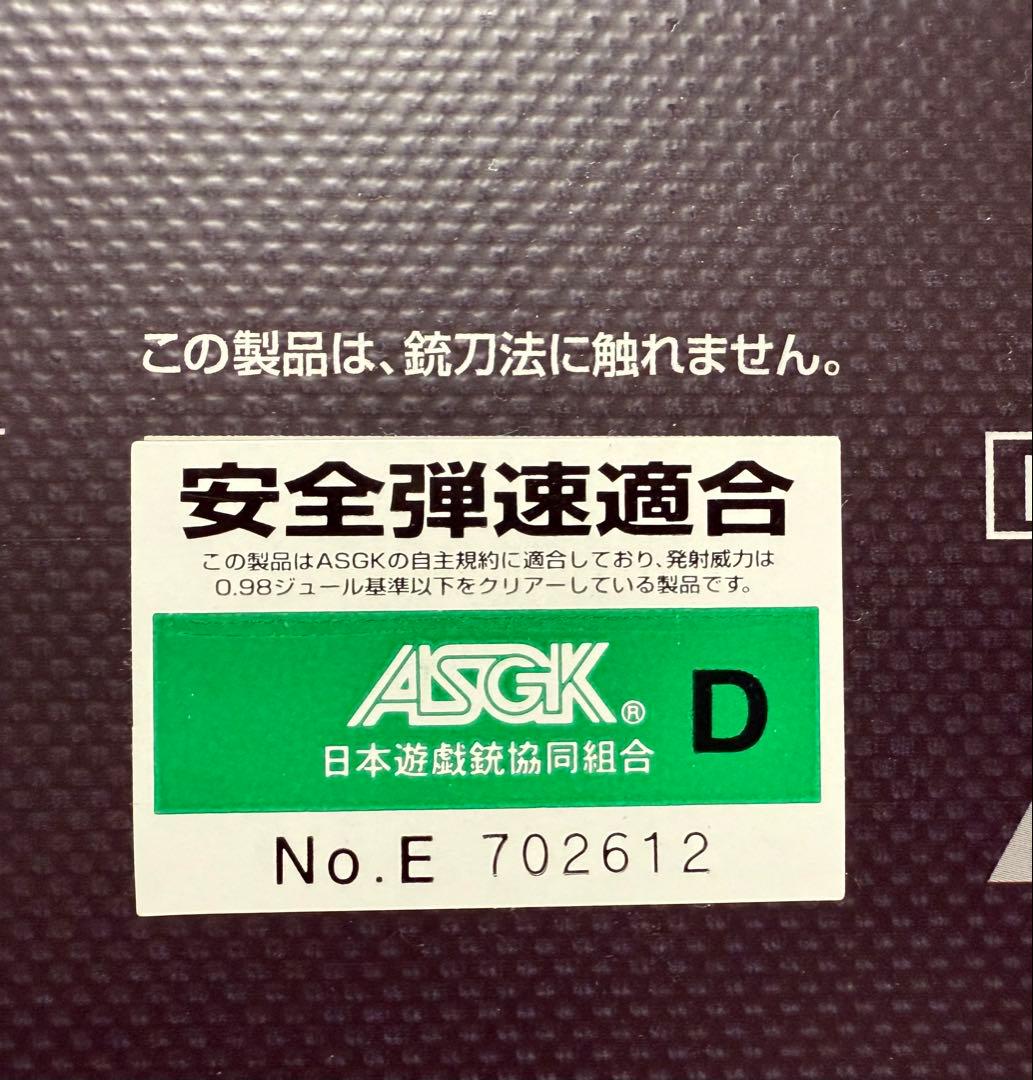 この製品は、銃刀法に触れません。
安全弾速適合
この製品はASGKの自主規約に適合しており、発射威力は
0.98ジュール基準以下をクリアーしている製品です。
ASGK®
D
日本遊戯銃協同組合
No.E 702612